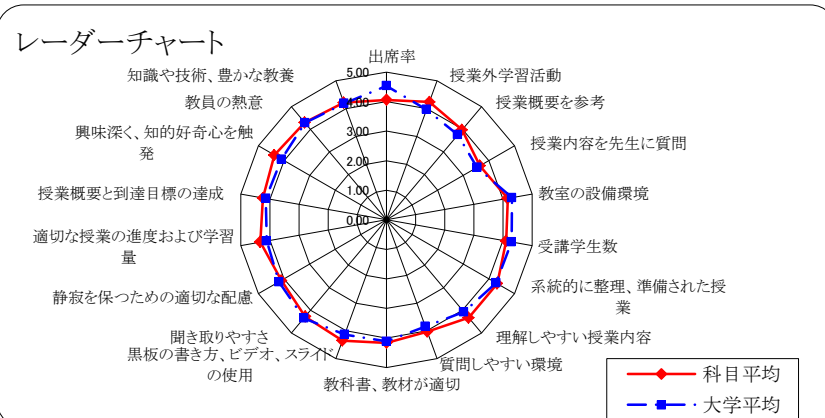 レーダーチャート
出席率
授業外学習活動
授業概要を参考
授業内容を先生に質問
教室の設備環境
受講学生数
系統的に整理、準備された授
業
理解しやすい授業内容
質問しやすい環境
教科書、教材が適切
黒板の書き方、ビデオ、スライド
の使用
聞き取りやすさ
静寂を保つための適切な配慮
適切な授業の進度および学習
量
授業概要と到達目標の達成
興味深く、知的好奇心を触
発
教員の熱意
知識や技術、豊かな教養
5.00
4.00
3.00
2.00
1.00
0.00
科目平均
大学平均